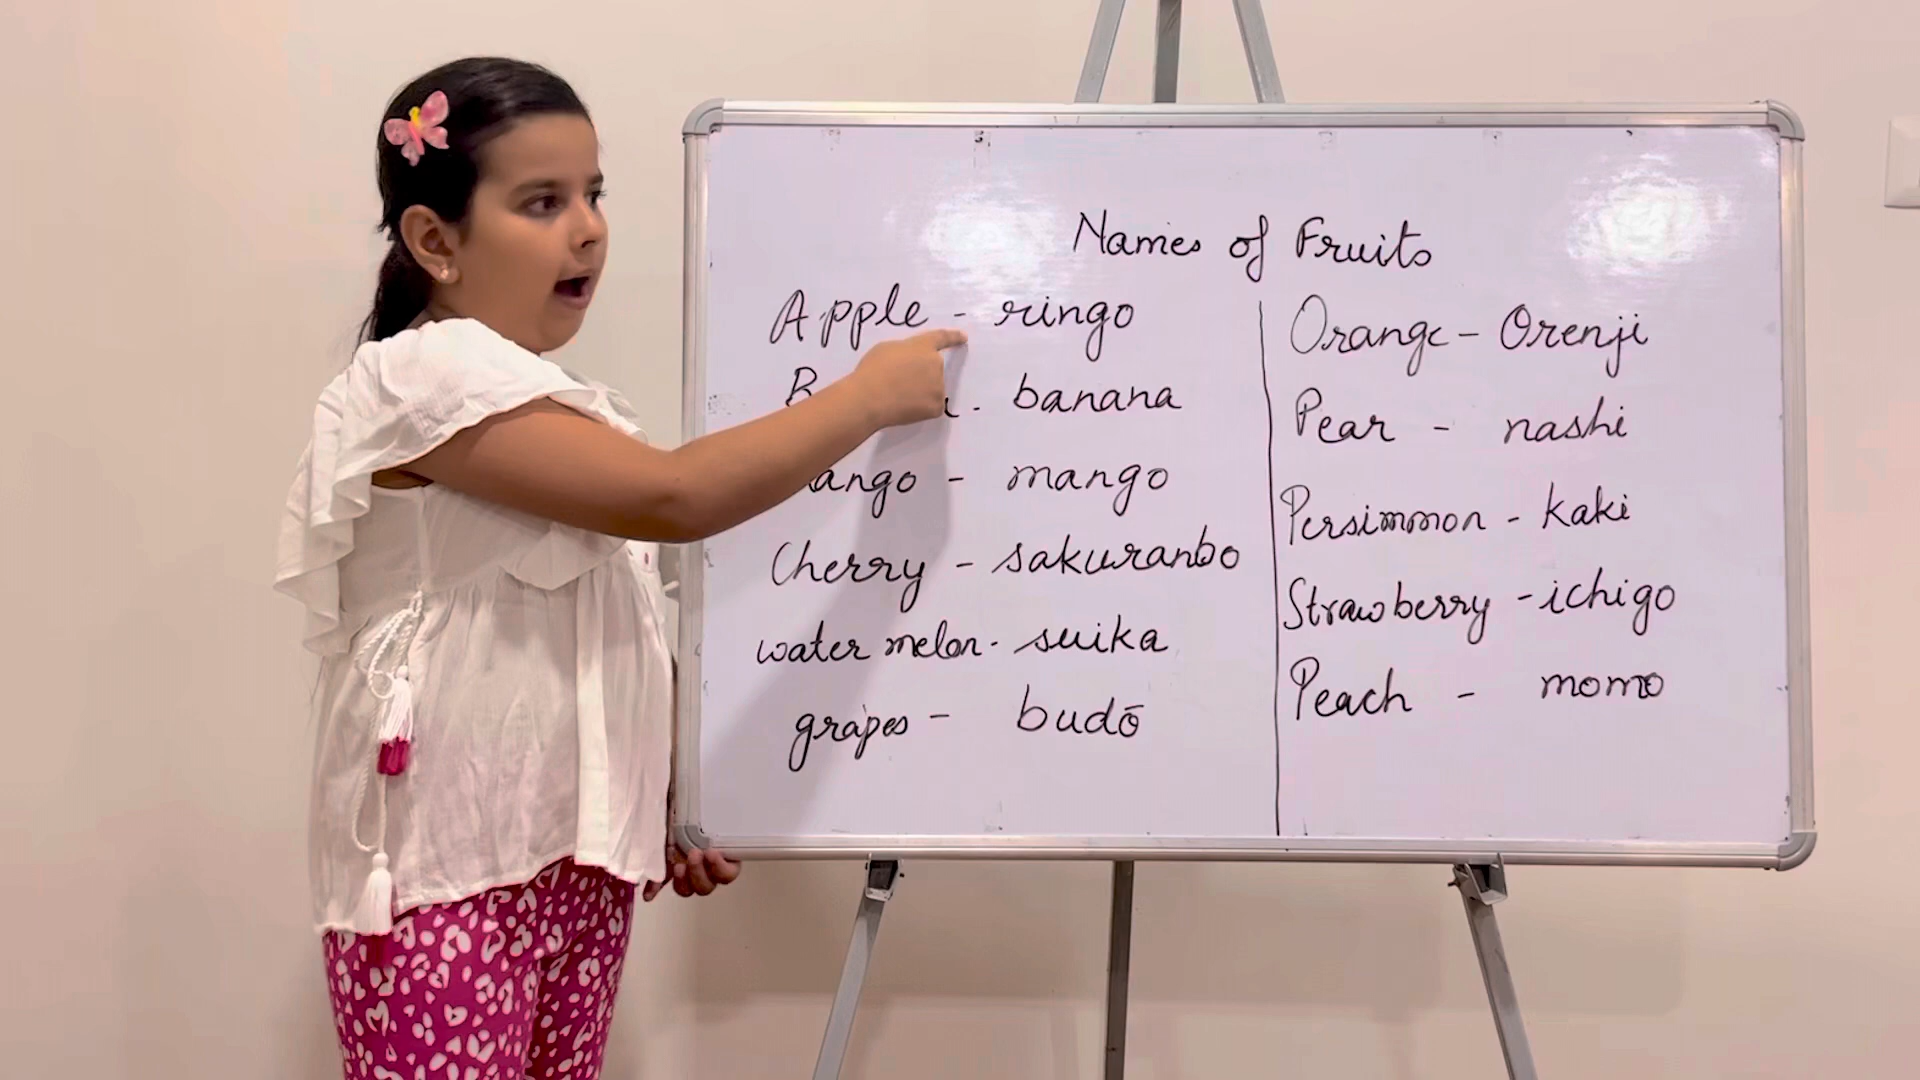 Names of Fruits
Apple - ringo
banana
mango
Cherry - sakuranbo
water melon - suika
grapes - budō
Orange - Orenji
Pear - nashi
Persimmon - kaki
Strawberry - ichigo
Peach - momo